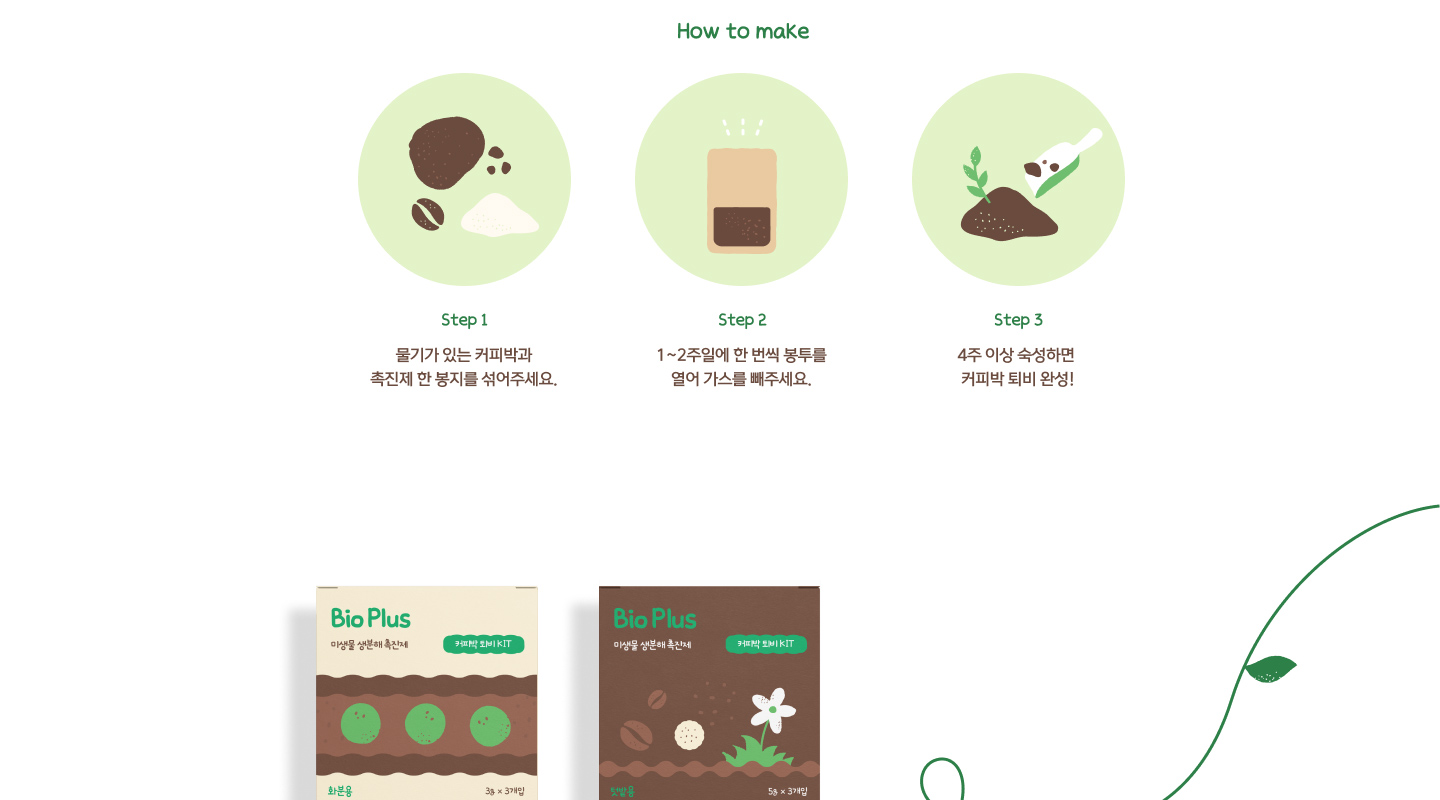 How to make
Step 1
물기가 있는 커피박과
촉진제 한 봉지를 섞어주세요.
Step 2
1~2주일에 한 번씩 봉투를
열어 가스를 빼주세요.
Step 3
4주 이상 숙성하면
커피박 퇴비 완성!
Bio Plus
미생물 생분해 촉진제
커피박 퇴비 KIT
화분용
3g × 3개입
Bio Plus
미생물 생분해 촉진제
커피박 퇴비 KIT
텃밭용
5g × 3개입